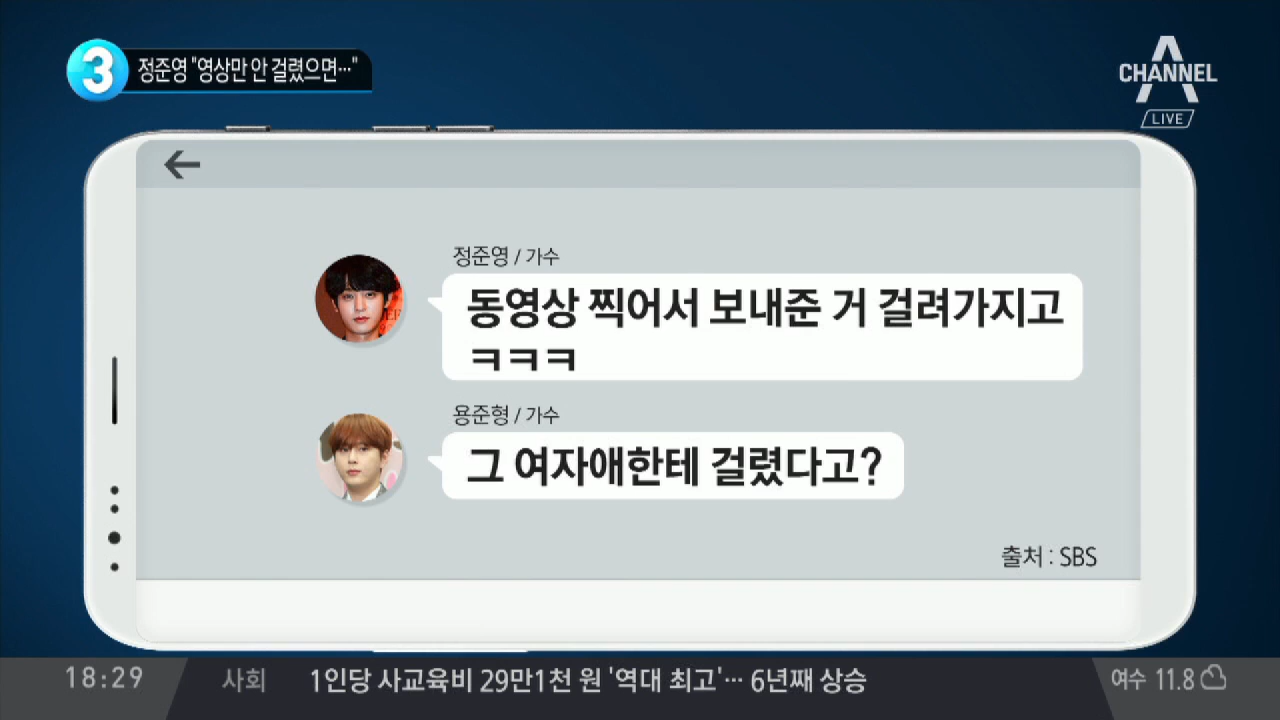 3 정준영 "영상만 안 걸렸으면…"
CHANNEL A
LIVE
정준영 / 가수
동영상 찍어서 보내준 거 걸려가지고
ㅋㅋㅋ
용준형 / 가수
그 여자애한테 걸렸다고?
출처 : SBS
18:29 사회 1인당 사교육비 29만1천 원 '역대 최고'… 6년째 상승 여수 11.8